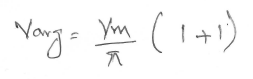 Vavg = Vm/π ( 1+1)